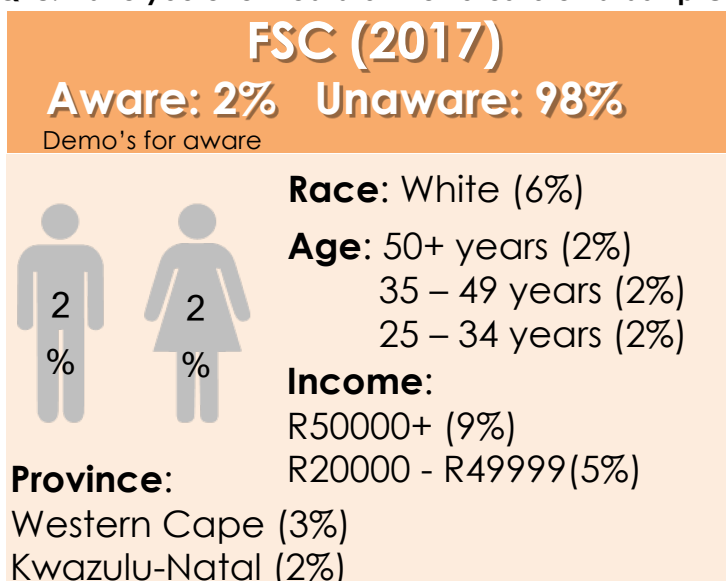 FSC (2017)
Aware: 2% Unaware: 98%
Demo's for aware
Race: White (6%)
Age: 50+ years (2%)
35 – 49 years (2%)
25 – 34 years (2%)
2
%
2
%
Income:
R50000+ (9%)
R20000 - R49999(5%)
Province:
Western Cape (3%)
Kwazulu-Natal (2%)